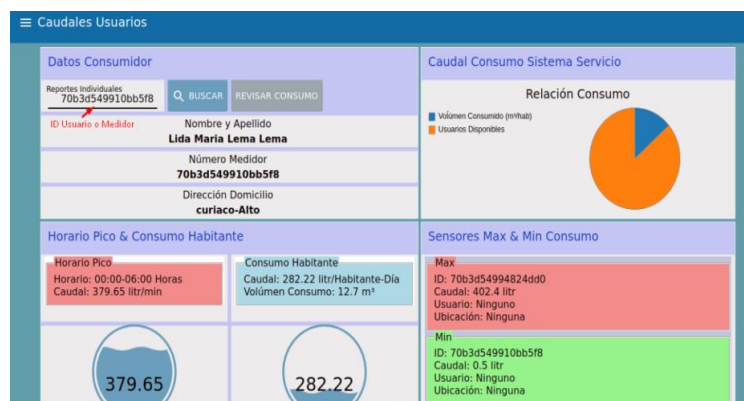 Caudales Usuarios
Datos Consumidor
Reportes Individuales
70b3d549910bb5f8
BUSCAR
REVISAR CONSUMO
ID Usuario o Medidor
Nombre y Apellido
Lida Maria Lema Lema
Número Medidor
70b3d549910bb5f8
Dirección Domicilio
curiaco-Alto
Caudal Consumo Sistema Servicio
Relación Consumo
Volúmen Consumido (m³/hab)
Usuarios Disponibles
Horario Pico & Consumo Habitante
Horario Pico
Horario: 00:00-06:00 Horas
Caudal: 379.65 litr/min
Consumo Habitante
Caudal: 282.22 litr/Habitante-Día
Volúmen Consumo: 12.7 m³
379.65
282.22
Sensores Max & Min Consumo
Max
ID: 70b3d54994824dd0
Caudal: 402.4 litr
Usuario: Ninguno
Ubicación: Ninguna
Min
ID: 70b3d549910bb5f8
Caudal: 0.5 litr
Usuario: Ninguno
Ubicación: Ninguna